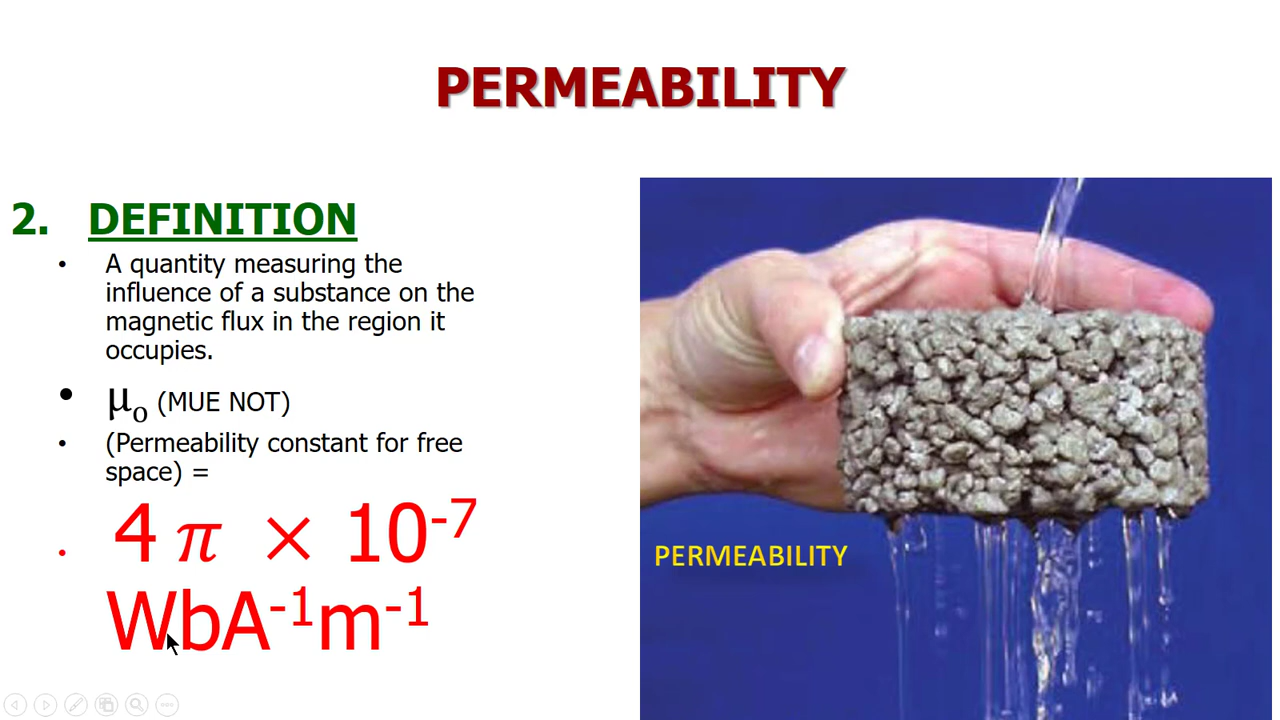 PERMEABILITY
2. DEFINITION
• A quantity measuring the
influence of a substance on the
magnetic flux in the region it
occupies.
• μₒ (MUE NOT)
• (Permeability constant for free
space) =
• 4 π × 10⁻⁷
WbA⁻¹m⁻¹
PERMEABILITY